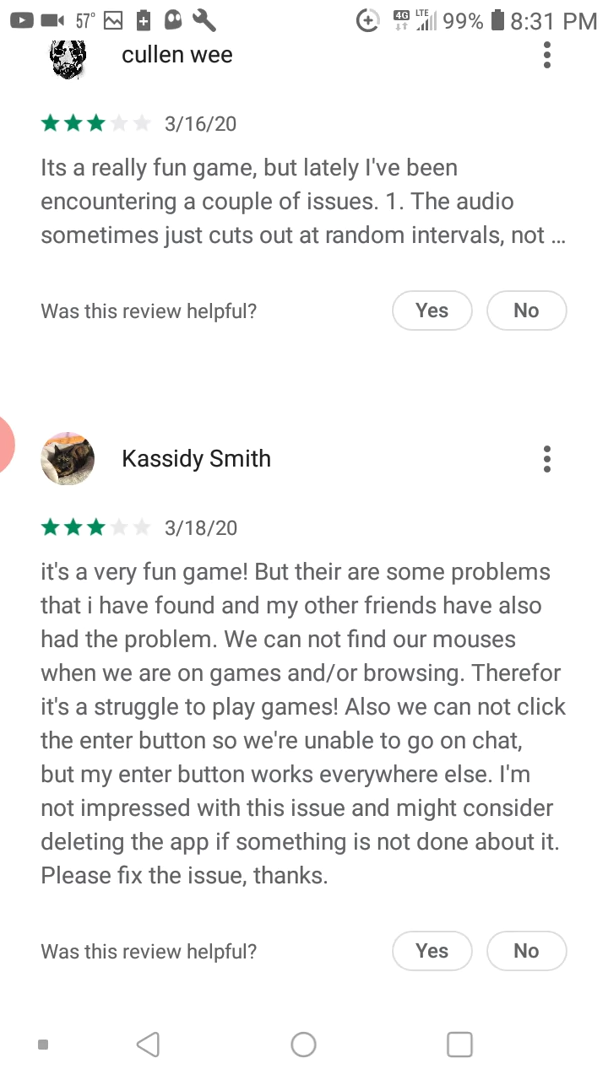 57° 4G LTE 99% 8:31 PM
cullen wee
3/16/20
Its a really fun game, but lately I've been
encountering a couple of issues. 1. The audio
sometimes just cuts out at random intervals, not ...
Was this review helpful? Yes No
Kassidy Smith
3/18/20
it's a very fun game! But their are some problems
that i have found and my other friends have also
had the problem. We can not find our mouses
when we are on games and/or browsing. Therefor
it's a struggle to play games! Also we can not click
the enter button so we're unable to go on chat,
but my enter button works everywhere else. I'm
not impressed with this issue and might consider
deleting the app if something is not done about it.
Please fix the issue, thanks.
Was this review helpful? Yes No